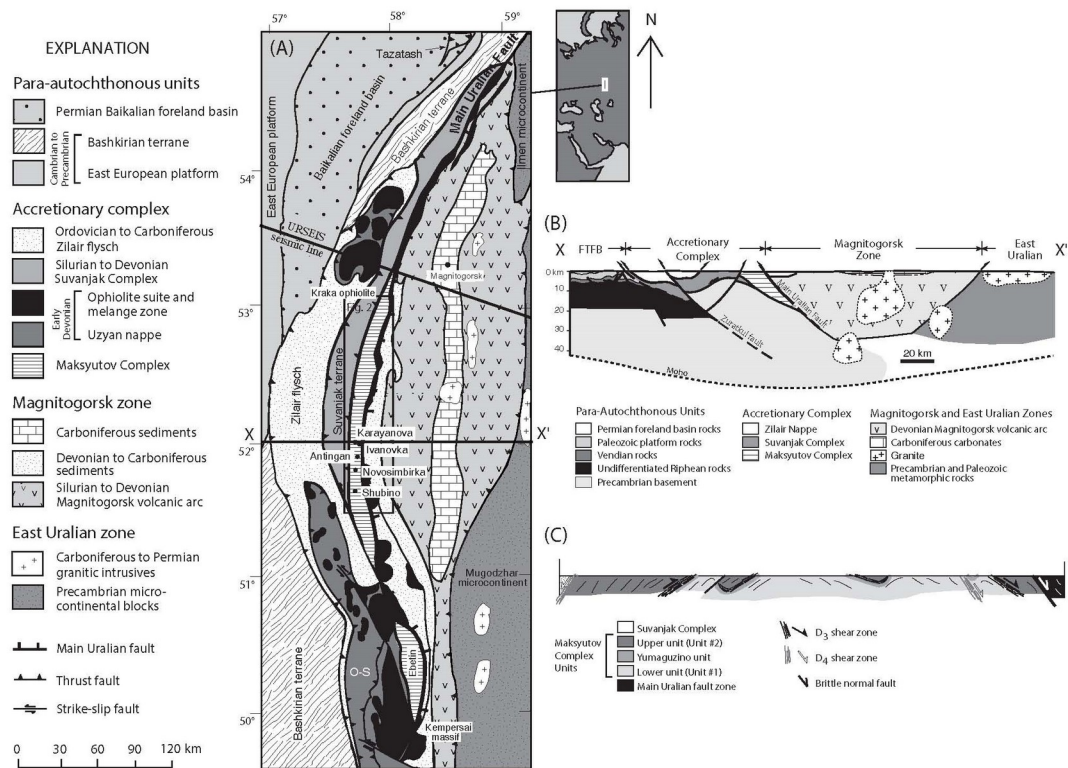 EXPLANATION
Para-autochthonous units
Permian Baikalian foreland basin
Cambrian to
Precambrian
Bashkirian terrane
East European platform
Accretionary complex
Ordovician to Carboniferous
Zilair flysch
Silurian to Devonian
Suvanjak Complex
Early
Devonian
Ophiolite suite and
melange zone
Uzyan nappe
Maksyutov Complex
Magnitogorsk zone
Carboniferous sediments
Devonian to Carboniferous
sediments
Silurian to Devonian
Magnitogorsk volcanic arc
East Uralian zone
Carboniferous to Permian
granitic intrusives
Precambrian micro-
continental blocks
Main Uralian fault
Thrust fault
Strike-slip fault
0 30 60 90 120 km
57° 58° 59°
(A)
Tazatash
Main Uralian Fault
Bashkirian terrane
Baikalian foreland basin
East European platform
Ilmen microcontinent
54°
URSEIS
seismic line
Magnitogorsk
Kraka ophiolite
Fig. 2
53°
Zilair flysch
Suvanjak terrane
X X'
Karayanova
52°
Antingan
Ivanovka
Novosimbirka
Shubino
51°
Mugodzhar
microcontinent
Bashkirian terrane
O-S
Ebetin
50°
Kempersai
massif
N
(B)
X FTFB Accretionary
Complex
Magnitogorsk
Zone
East
Uralian
X'
0 km
10
20
30
40
Main Uralian Fault
Zuratkul fault
20 km
Moho
Para-Authochthonous Units
Permian foreland basin rocks
Paleozoic platform rocks
Vendian rocks
Undifferentiated Riphean rocks
Precambrian basement
Accretionary Complex
Zilair Nappe
Suvanjak Complex
Maksyutov Complex
Magnitogorsk and East Uralian Zones
Devonian Magnitogorsk volcanic arc
Carboniferous carbonates
Granite
Precambrian and Paleozoic
metamorphic rocks
(C)
Maksyutov
Complex
Units
Suvanjak Complex
Upper unit (Unit #2)
Yumaguzino unit
Lower unit (Unit #1)
Main Uralian fault zone
D3 shear zone
D4 shear zone
Brittle normal fault